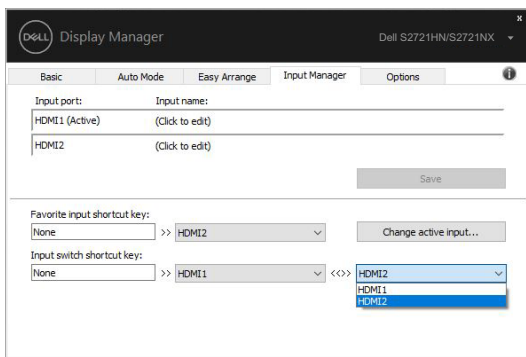 DELL Display Manager Dell S2721HN/S2721NX x
Basic Auto Mode Easy Arrange Input Manager Options i
Input port: Input name:
HDMI1 (Active) (Click to edit)
HDMI2 (Click to edit)
Save
Favorite input shortcut key:
None >> HDMI2 Change active input...
Input switch shortcut key:
None >> HDMI1 <<>> HDMI2
HDMI1
HDMI2